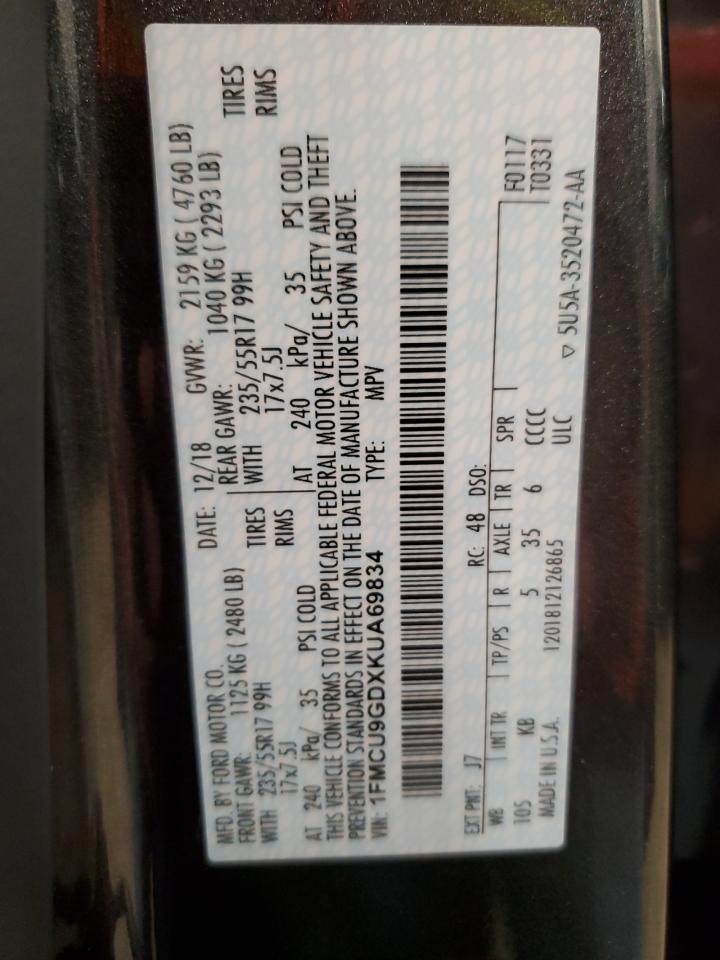 MFD. BY FORD MOTOR CO. DATE: 12/18 GVWR: 2159 KG ( 4760 LB)
FRONT GAWR: 1125 KG ( 2480 LB) REAR GAWR: 1040 KG ( 2293 LB)
WITH 235/55R17 99H TIRES WITH 235/55R17 99H TIRES
17x7.5J RIMS 17x7.5J RIMS
AT 240 kPa/ 35 PSI COLD AT 240 kPa/ 35 PSI COLD
THIS VEHICLE CONFORMS TO ALL APPLICABLE FEDERAL MOTOR VEHICLE SAFETY AND THEFT
PREVENTION STANDARDS IN EFFECT ON THE DATE OF MANUFACTURE SHOWN ABOVE.
VIN: 1FMCU9GDXKUA69834 TYPE: MPV
EXT PNT: J7 RC: 48 DSO: F0117
WB INT TR TP/PS R AXLE TR SPR T0331
105 KB 5 35 6 CCCC
MADE IN U.S.A. 1201812126865 ULC ▽ 5U5A-3520472-AA